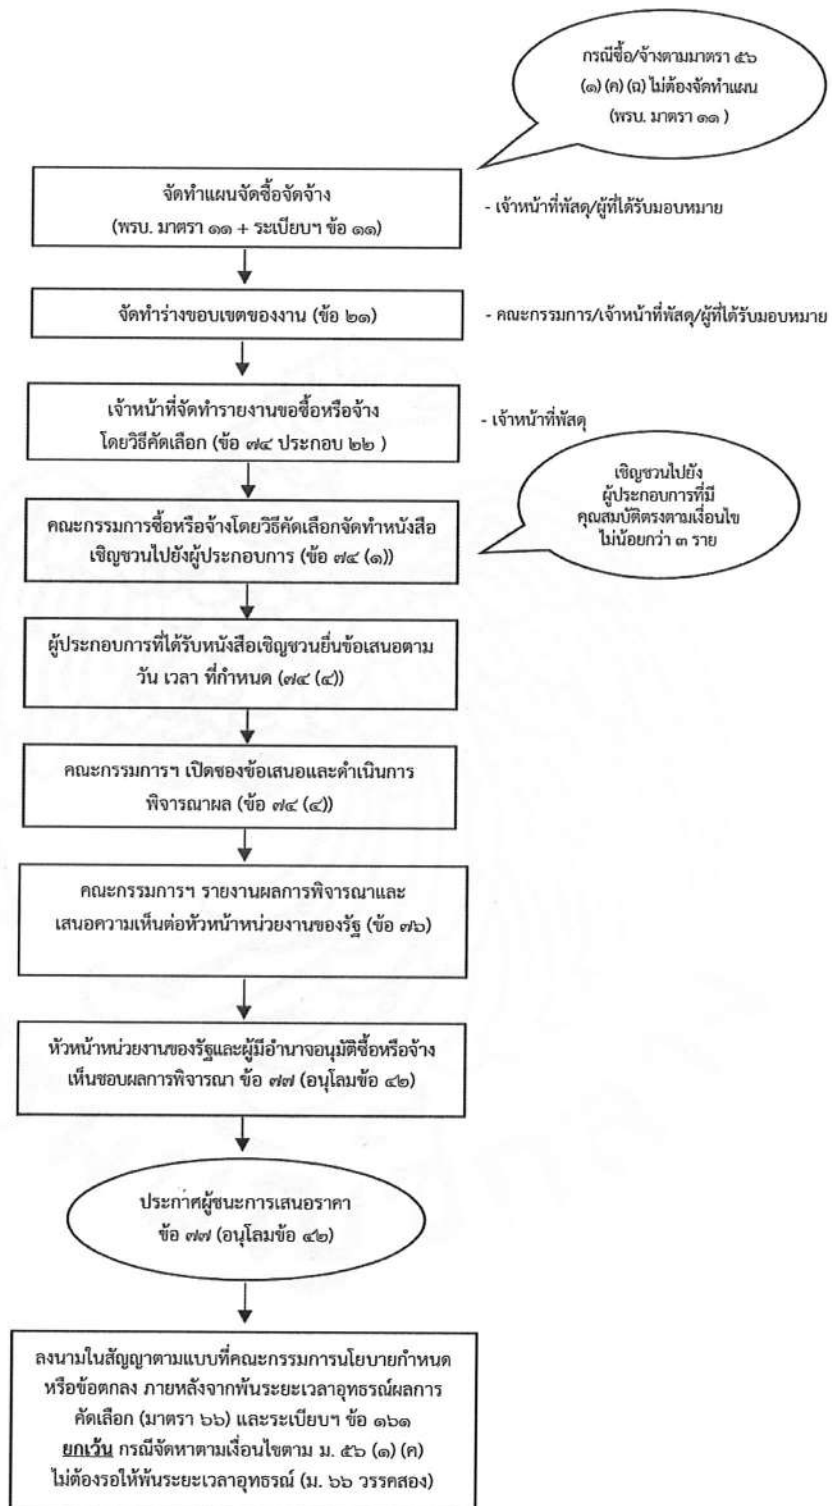 กรณีซื้อ/จ้างตามมาตรา ๕๖
(๑) (ค) (ฉ) ไม่ต้องจัดทำแผน
(พรบ. มาตรา ๑๑ )
จัดทำแผนจัดซื้อจัดจ้าง
(พรบ. มาตรา ๑๑ + ระเบียบฯ ข้อ ๑๑)
- เจ้าหน้าที่พัสดุ/ผู้ที่ได้รับมอบหมาย
จัดทำร่างขอบเขตของงาน (ข้อ ๒๑)
- คณะกรรมการ/เจ้าหน้าที่พัสดุ/ผู้ที่ได้รับมอบหมาย
เจ้าหน้าที่จัดทำรายงานขอซื้อหรือจ้าง
โดยวิธีคัดเลือก (ข้อ ๗๔ ประกอบ ๒๒ )
- เจ้าหน้าที่พัสดุ
เชิญชวนไปยัง
ผู้ประกอบการที่มี
คุณสมบัติตรงตามเงื่อนไข
ไม่น้อยกว่า ๓ ราย
คณะกรรมการซื้อหรือจ้างโดยวิธีคัดเลือกจัดทำหนังสือ
เชิญชวนไปยังผู้ประกอบการ (ข้อ ๗๔ (๑))
ผู้ประกอบการที่ได้รับหนังสือเชิญชวนยื่นข้อเสนอตาม
วัน เวลา ที่กำหนด (๗๔ (๔))
คณะกรรมการฯ เปิดซองข้อเสนอและดำเนินการ
พิจารณาผล (ข้อ ๗๔ (๔))
คณะกรรมการฯ รายงานผลการพิจารณาและ
เสนอความเห็นต่อหัวหน้าหน่วยงานของรัฐ (ข้อ ๗๖)
หัวหน้าหน่วยงานของรัฐและผู้มีอำนาจอนุมัติซื้อหรือจ้าง
เห็นชอบผลการพิจารณา ข้อ ๗๗ (อนุโลมข้อ ๔๒)
ประกาศผู้ชนะการเสนอราคา
ข้อ ๗๗ (อนุโลมข้อ ๔๒)
ลงนามในสัญญาตามแบบที่คณะกรรมการนโยบายกำหนด
หรือข้อตกลง ภายหลังจากพ้นระยะเวลาอุทธรณ์ผลการ
คัดเลือก (มาตรา ๖๖) และระเบียบฯ ข้อ ๑๖๑
ยกเว้น กรณีจัดหาตามเงื่อนไขตาม ม. ๕๖ (๑) (ค)
ไม่ต้องรอให้พ้นระยะเวลาอุทธรณ์ (ม. ๖๖ วรรคสอง)